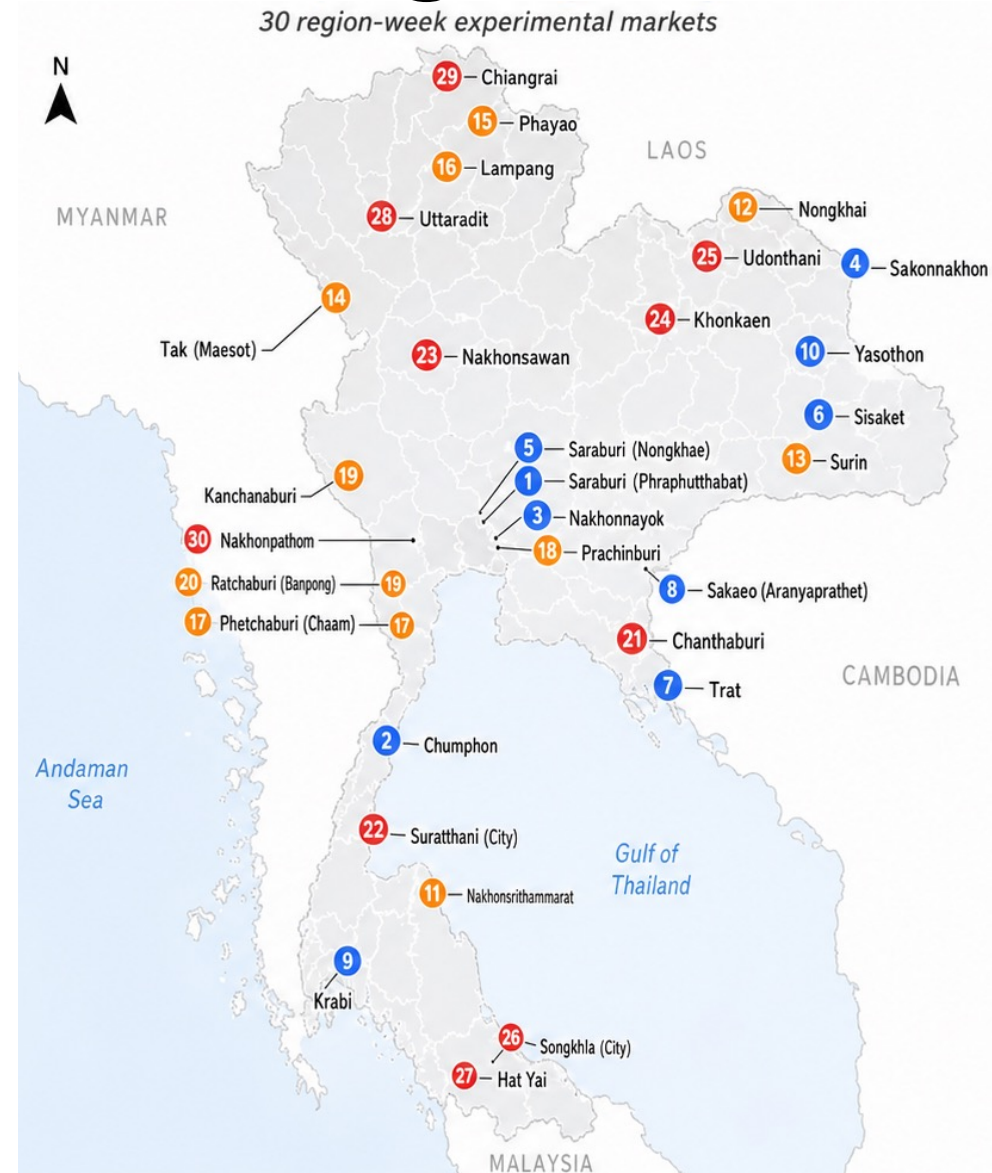 30 region-week experimental markets
N
29 Chiangrai
15 Phayao
16 Lampang
LAOS
MYANMAR
28 Uttaradit
12 Nongkhai
25 Udonthani
4 Sakonnakhon
14
Tak (Maesot)
24 Khonkaen
23 Nakhonsawan
10 Yasothon
6 Sisaket
5 Saraburi (Nongkhae)
13 Surin
19
Kanchanaburi
1 Saraburi (Phraphutthabat)
3 Nakhonnayok
30 Nakhonpathom
18 Prachinburi
20 Ratchaburi (Banpong) 19
8 Sakaeo (Aranyaprathet)
17 Phetchaburi (Chaam) 17
21 Chanthaburi
CAMBODIA
7 Trat
2 Chumphon
Andaman
Sea
22 Suratthani (City)
Gulf of
Thailand
11 Nakhonsrithammarat
9
Krabi
26 Songkhla (City)
27 Hat Yai
MALAYSIA